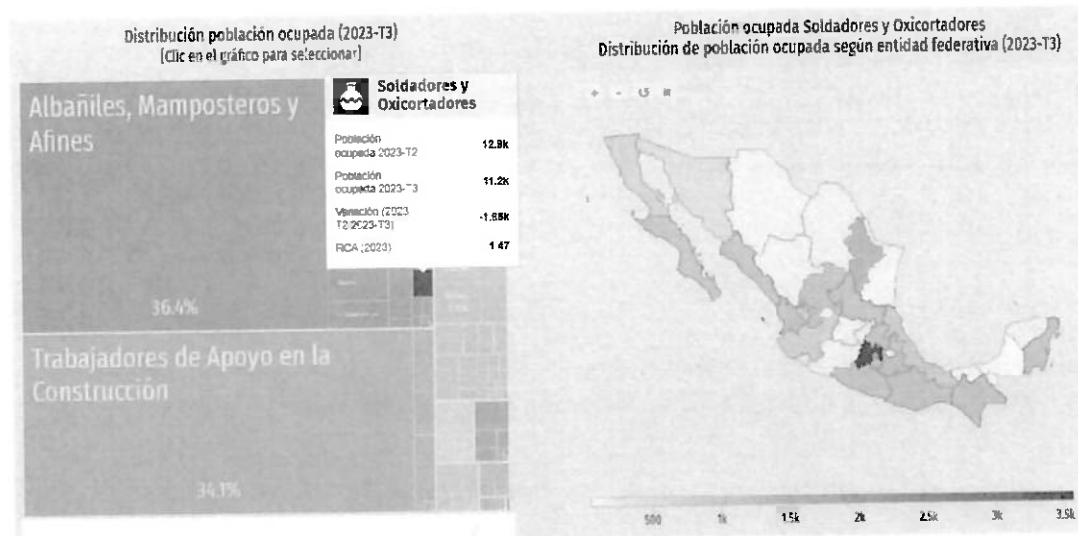 Distribución población ocupada (2023-T3)
[Clic en el gráfico para seleccionar]
Albañiles, Mamposteros y
Afines
36.4%
Trabajadores de Apoyo en la
Construcción
34.1%
Soldadores y
Oxicortadores
Población
ocupada 2023-T2
12.9k
Población
ocupada 2023-T3
11.2k
Variación (2023
T2/2023-T3)
-1.65k
RCA (2023)
1.47
Población ocupada Soldadores y Oxicortadores
Distribución de población ocupada según entidad federativa (2023-T3)
500 1k 1.5k 2k 2.5k 3k 3.5k